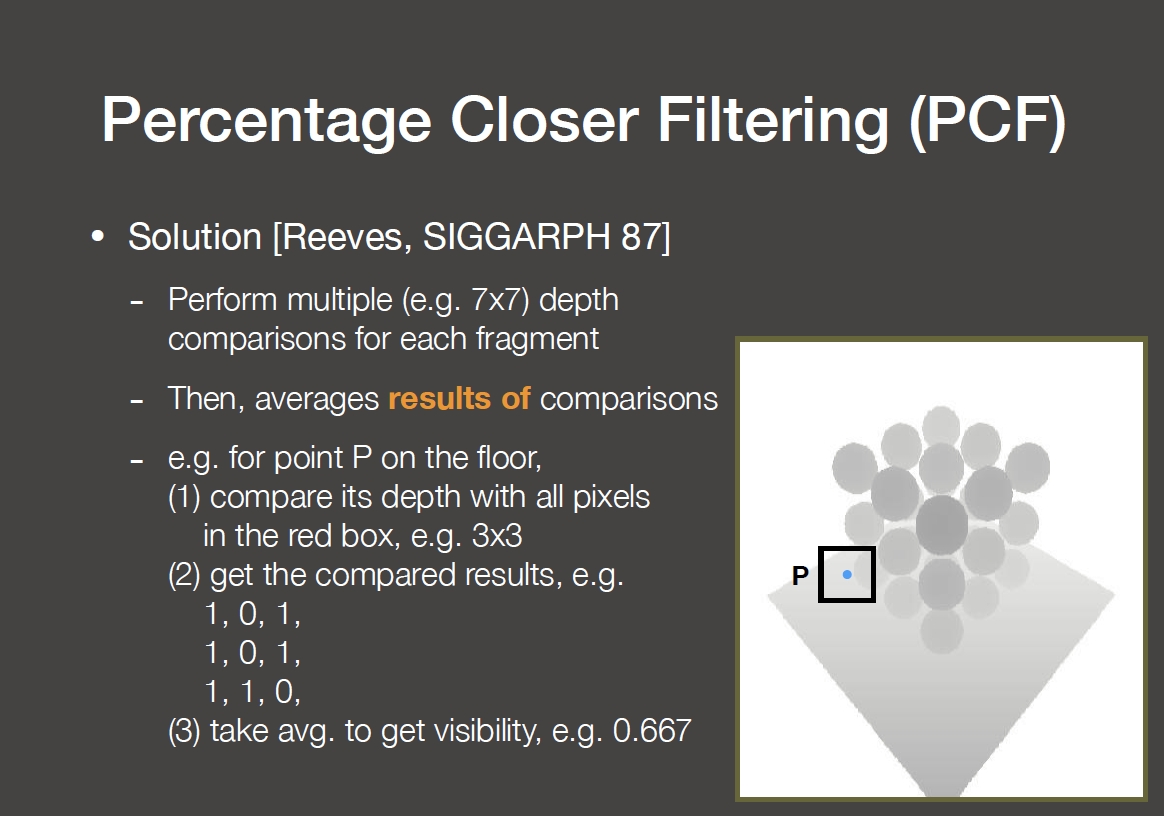 Percentage Closer Filtering (PCF)
• Solution [Reeves, SIGGARPH 87]
- Perform multiple (e.g. 7x7) depth
comparisons for each fragment
- Then, averages results of comparisons
- e.g. for point P on the floor,
(1) compare its depth with all pixels
in the red box, e.g. 3x3
(2) get the compared results, e.g.
1, 0, 1,
1, 0, 1,
1, 1, 0,
(3) take avg. to get visibility, e.g. 0.667
P